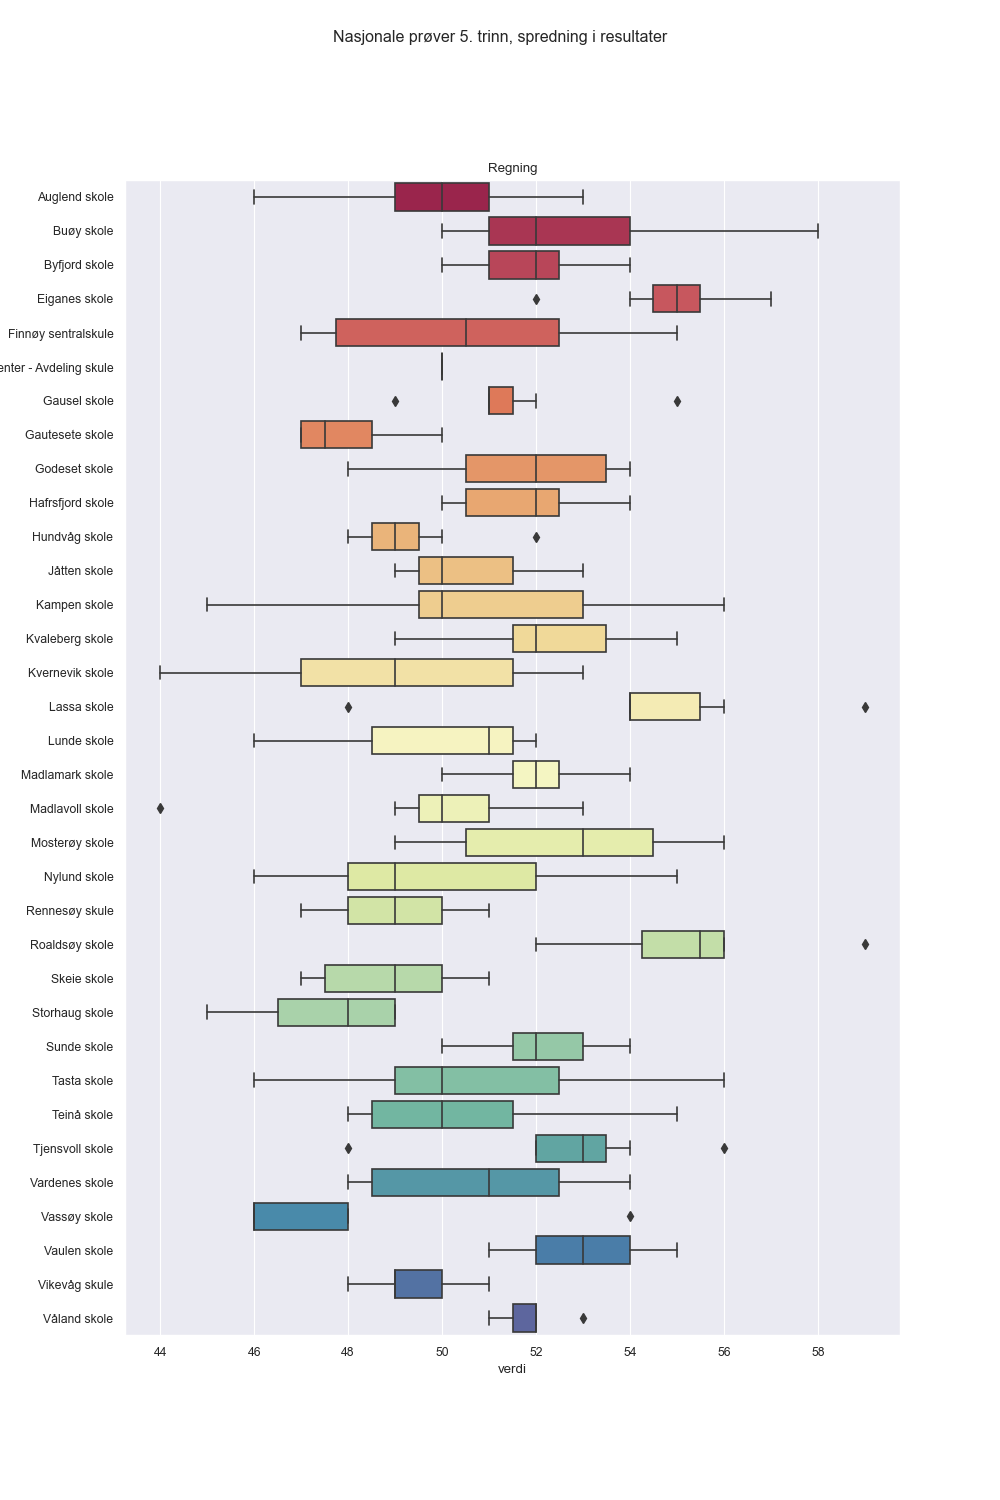 Nasjonale prøver 5. trinn, spredning i resultater
Regning
Auglend skole
Buøy skole
Byfjord skole
Eiganes skole
Finnøy sentralskule
enter - Avdeling skule
Gausel skole
Gautesete skole
Godeset skole
Hafrsfjord skole
Hundvåg skole
Jåtten skole
Kampen skole
Kvaleberg skole
Kvernevik skole
Lassa skole
Lunde skole
Madlamark skole
Madlavoll skole
Mosterøy skole
Nylund skole
Rennesøy skule
Roaldsøy skole
Skeie skole
Storhaug skole
Sunde skole
Tasta skole
Teinå skole
Tjensvoll skole
Vardenes skole
Vassøy skole
Vaulen skole
Vikevåg skule
Våland skole
44 46 48 50 52 54 56 58
verdi